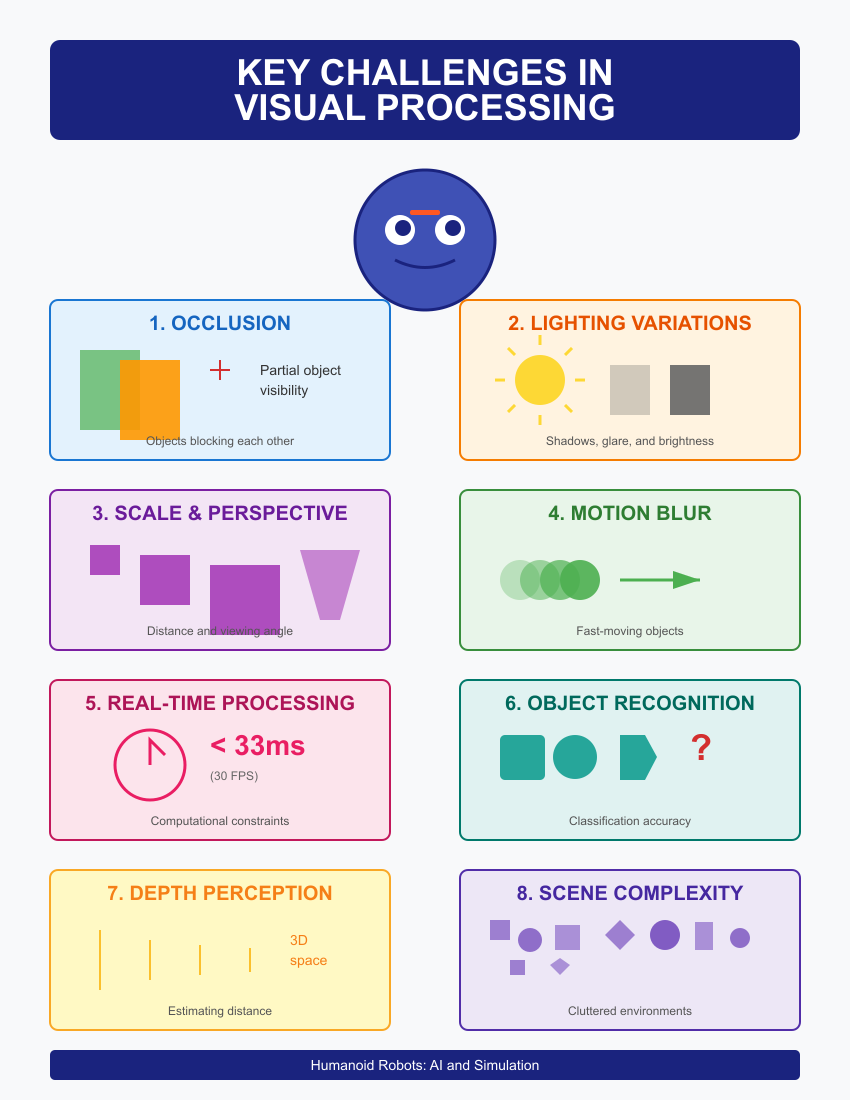 KEY CHALLENGES IN
VISUAL PROCESSING
1. OCCLUSION
Partial object
visibility
Objects blocking each other
2. LIGHTING VARIATIONS
Shadows, glare, and brightness
3. SCALE & PERSPECTIVE
Distance and viewing angle
4. MOTION BLUR
Fast-moving objects
5. REAL-TIME PROCESSING
< 33ms
(30 FPS)
Computational constraints
6. OBJECT RECOGNITION
?
Classification accuracy
7. DEPTH PERCEPTION
3D
space
Estimating distance
8. SCENE COMPLEXITY
Cluttered environments
Humanoid Robots: AI and Simulation